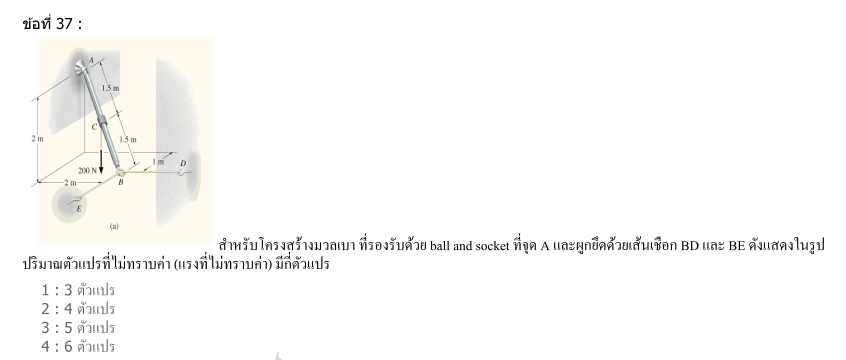 ข้อที่ 37 :
A
1.5 m
C
2 m
1.5 m
1 m
D
200 N
2 m
B
E
(a)
สำหรับโครงสร้างมวลเบา ที่รองรับด้วย ball and socket ที่จุด A และผูกยึดด้วยเส้นเชือก BD และ BE ดังแสดงในรูป
ปริมาณตัวแปรที่ไม่ทราบค่า (แรงที่ไม่ทราบค่า) มีกี่ตัวแปร
1 : 3 ตัวแปร
2 : 4 ตัวแปร
3 : 5 ตัวแปร
4 : 6 ตัวแปร